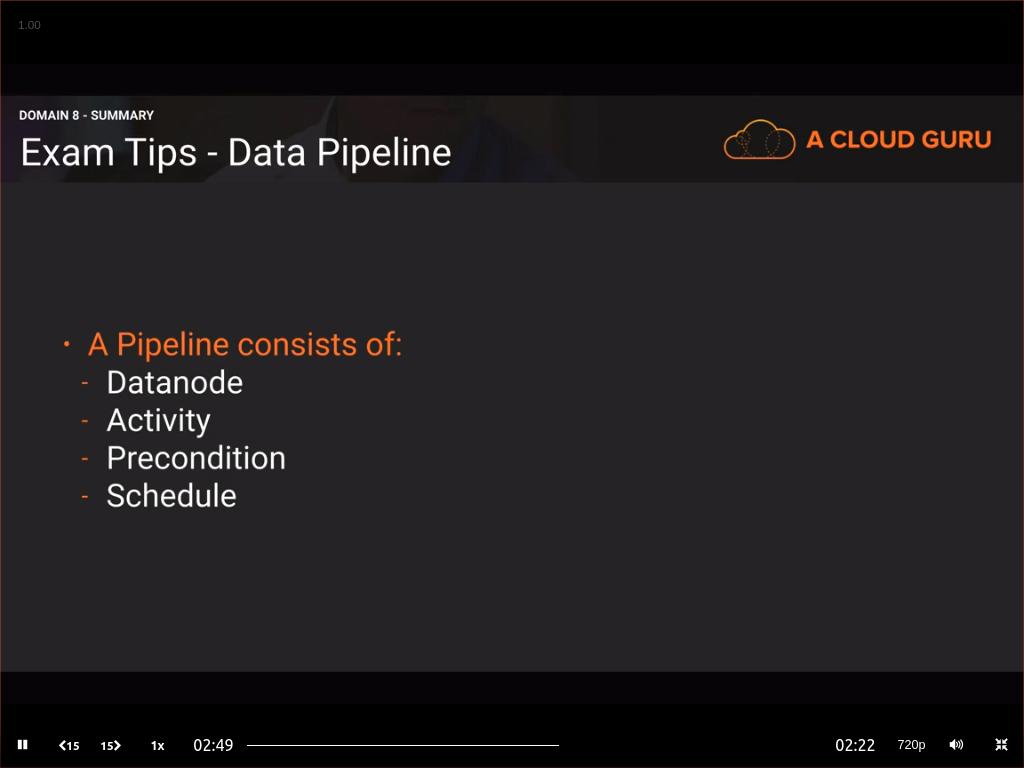 1.00
DOMAIN 8 - SUMMARY
Exam Tips - Data Pipeline
A CLOUD GURU
• A Pipeline consists of:
- Datanode
- Activity
- Precondition
- Schedule
15 15 1x 02:49 02:22 720p